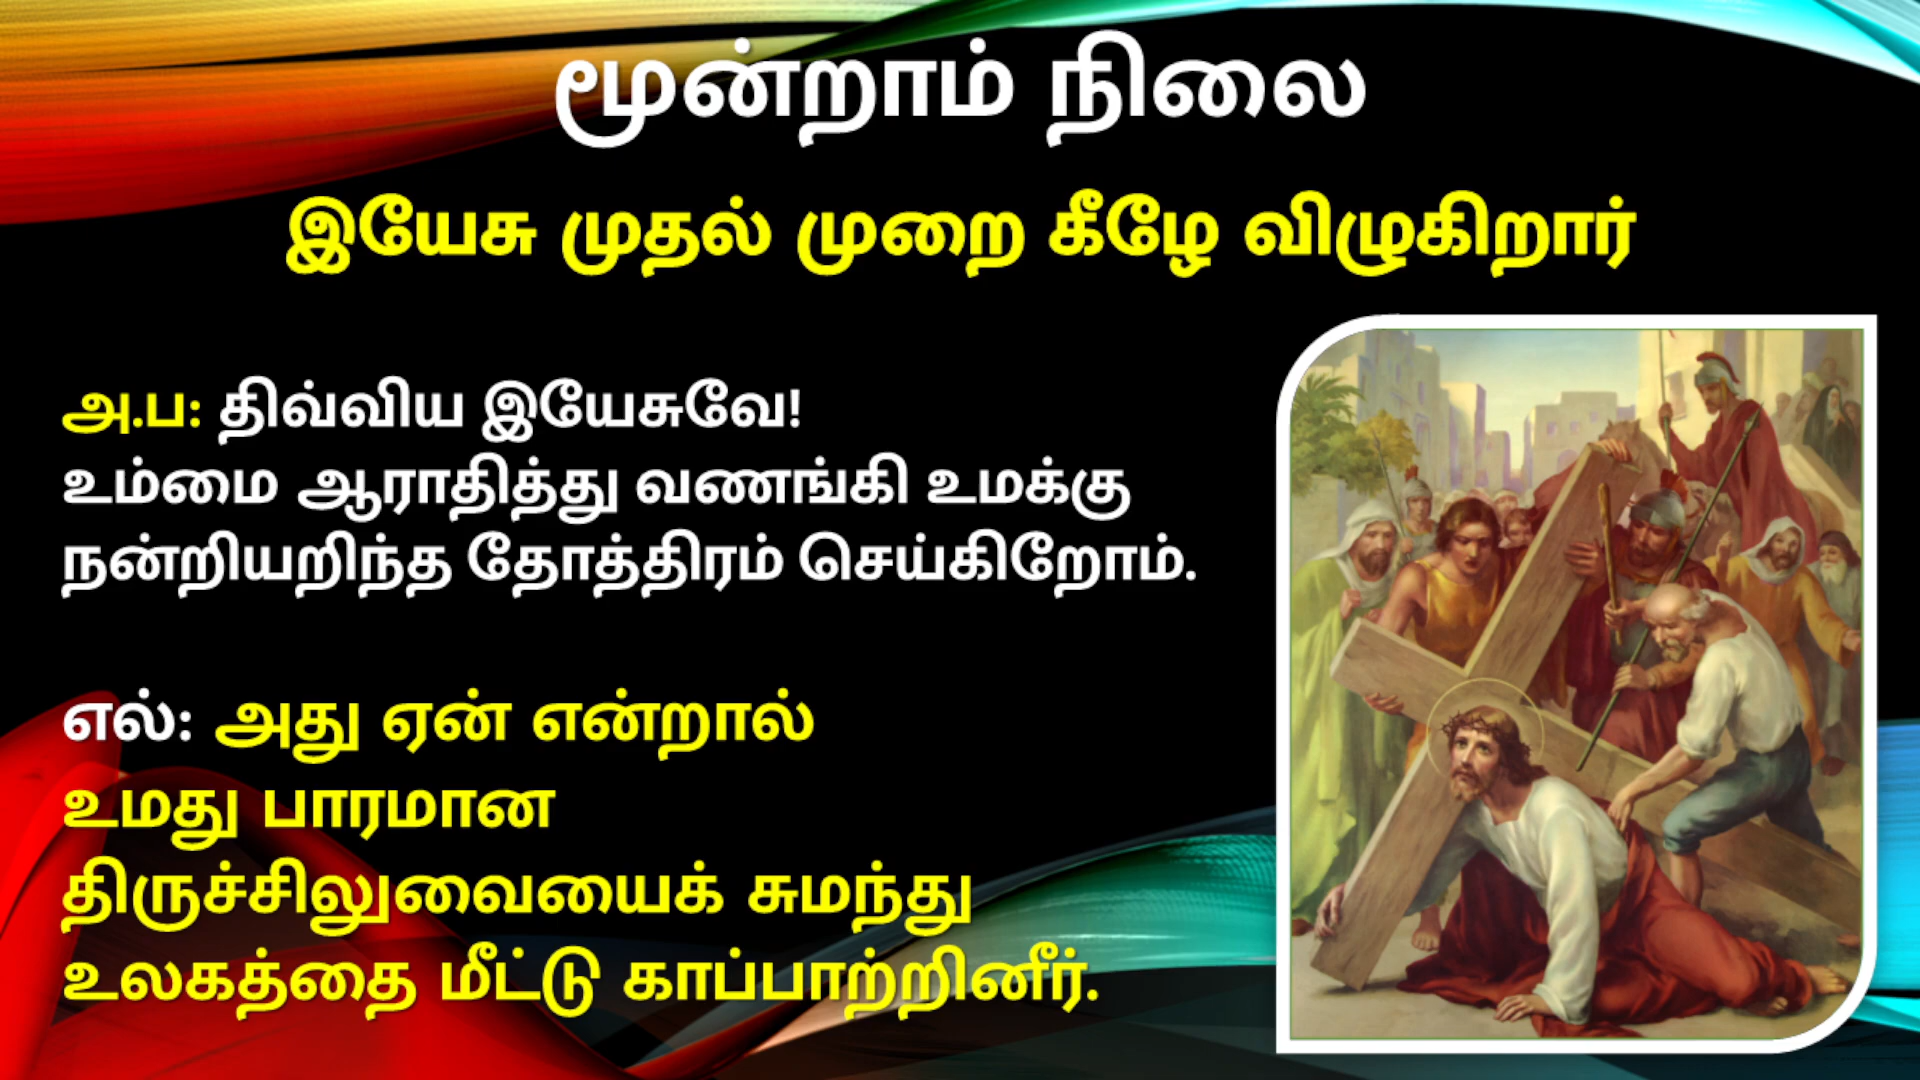 மூன்றாம் நிலை
இயேசு முதல் முறை கீழே விழுகிறார்
அ.ப: திவ்விய இயேசுவே!
உம்மை ஆராதித்து வணங்கி உமக்கு
நன்றியறிந்த தோத்திரம் செய்கிறோம்.
எல்: அது ஏன் என்றால்
உமது பாரமான
திருச்சிலுவையைக் சுமந்து
உலகத்தை மீட்டு காப்பாற்றினீர்.